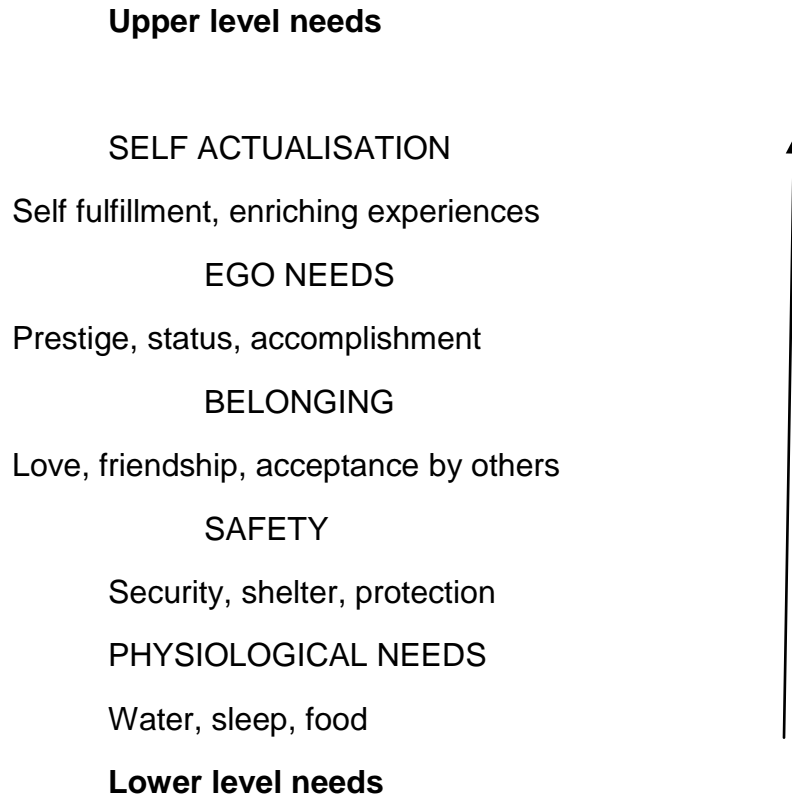 Upper level needs
SELF ACTUALISATION
Self fulfillment, enriching experiences
EGO NEEDS
Prestige, status, accomplishment
BELONGING
Love, friendship, acceptance by others
SAFETY
Security, shelter, protection
PHYSIOLOGICAL NEEDS
Water, sleep, food
Lower level needs